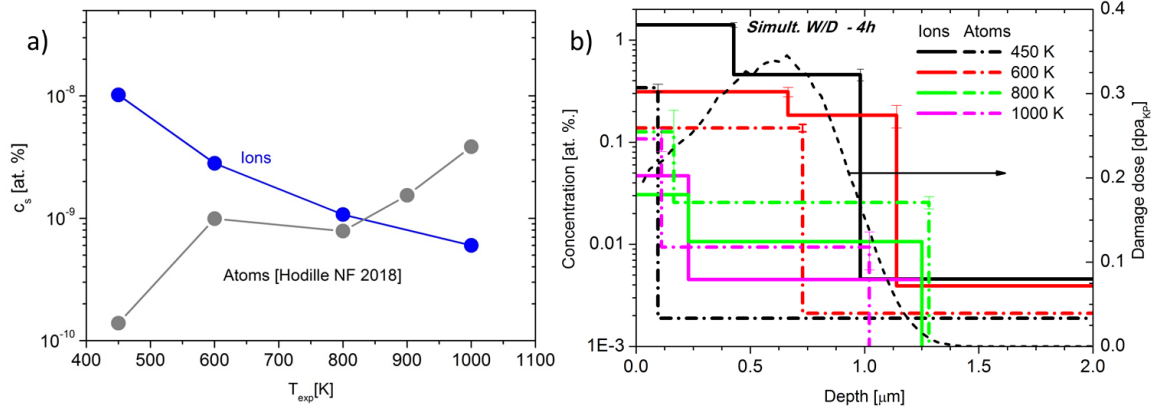 a)
10⁻⁸
10⁻⁹
10⁻¹⁰
cₛ [at. %]
Ions
Atoms [Hodille NF 2018]
400 500 600 700 800 900 1000 1100
T_exp[K]
b)
Simult. W/D - 4h
Ions Atoms
450 K
600 K
800 K
1000 K
1
0.1
0.01
1E-3
Concentration [at. %.]
0.4
0.3
0.2
0.1
0.0
Damage dose [dpa_KP]
0.0 0.5 1.0 1.5 2.0
Depth [µm]